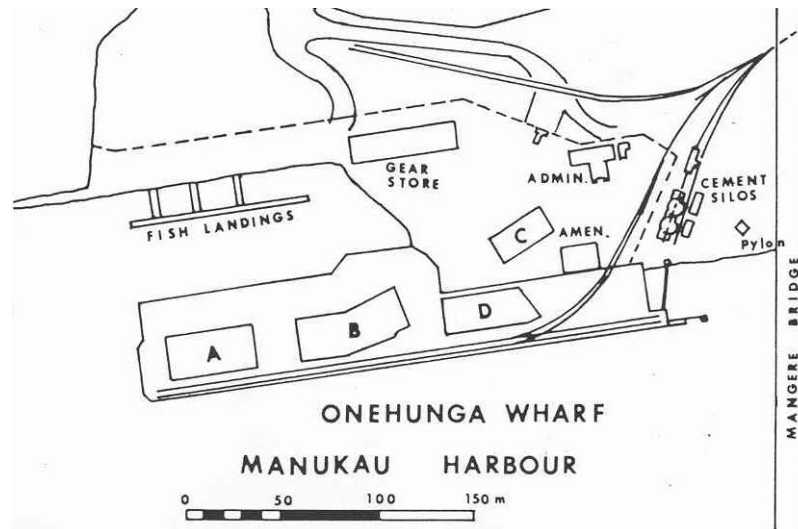 GEAR
STORE
ADMIN.
CEMENT
SILOS
FISH LANDINGS
C
AMEN.
Pylon
A
B
D
MANGERE BRIDGE
ONEHUNGA WHARF
MANUKAU HARBOUR
0 50 100 150 m